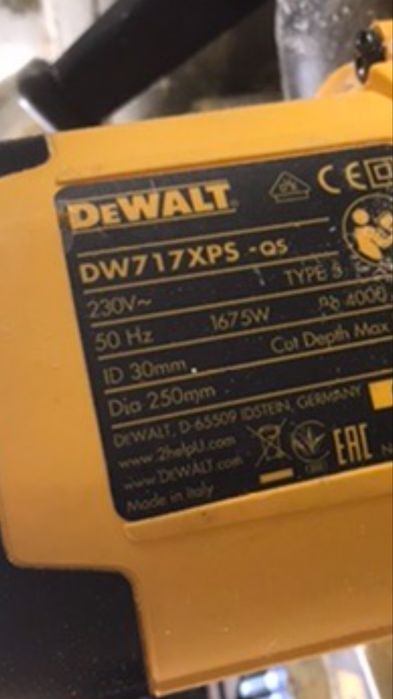 DEWALT
DW717XPS -QS
230V~ TYPE 3
50 Hz 1675W 4000
ID 30mm Cut Depth Max
Dia 250mm
DEWALT, D-65509 IDSTEIN, GERMANY
www.2helpU.com
www.DEWALT.com
Made in Italy
CE
EAC